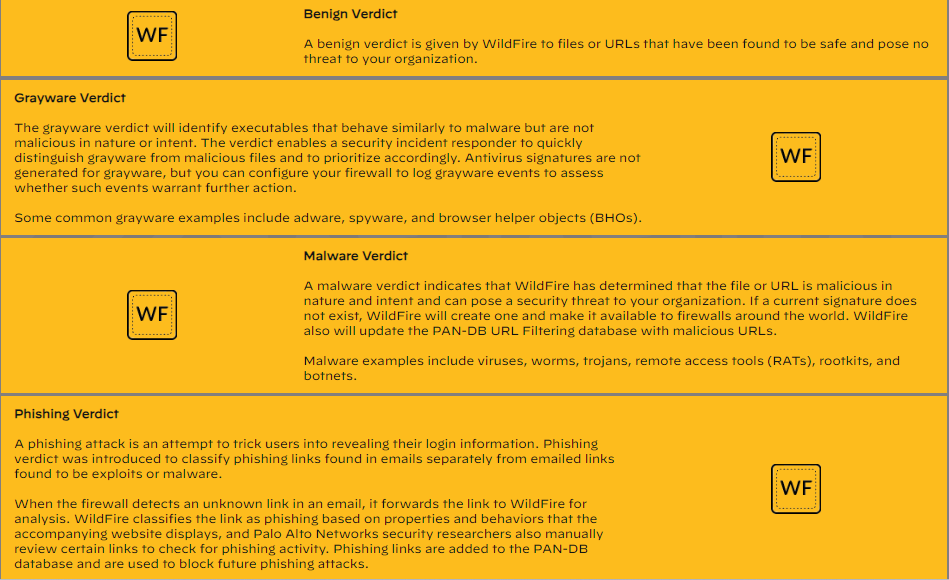 WF
Benign Verdict
A benign verdict is given by WildFire to files or URLs that have been found to be safe and pose no
threat to your organization.
Grayware Verdict
The grayware verdict will identify executables that behave similarly to malware but are not
malicious in nature or intent. The verdict enables a security incident responder to quickly
distinguish grayware from malicious files and to prioritize accordingly. Antivirus signatures are not
generated for grayware, but you can configure your firewall to log grayware events to assess
whether such events warrant further action.
Some common grayware examples include adware, spyware, and browser helper objects (BHOs).
WF
WF
Malware Verdict
A malware verdict indicates that WildFire has determined that the file or URL is malicious in
nature and intent and can pose a security threat to your organization. If a current signature does
not exist, WildFire will create one and make it available to firewalls around the world. WildFire
also will update the PAN-DB URL Filtering database with malicious URLs.
Malware examples include viruses, worms, trojans, remote access tools (RATs), rootkits, and
botnets.
Phishing Verdict
A phishing attack is an attempt to trick users into revealing their login information. Phishing
verdict was introduced to classify phishing links found in emails separately from emailed links
found to be exploits or malware.
When the firewall detects an unknown link in an email, it forwards the link to WildFire for
analysis. WildFire classifies the link as phishing based on properties and behaviors that the
accompanying website displays, and Palo Alto Networks security researchers also manually
review certain links to check for phishing activity. Phishing links are added to the PAN-DB
database and are used to block future phishing attacks.
WF